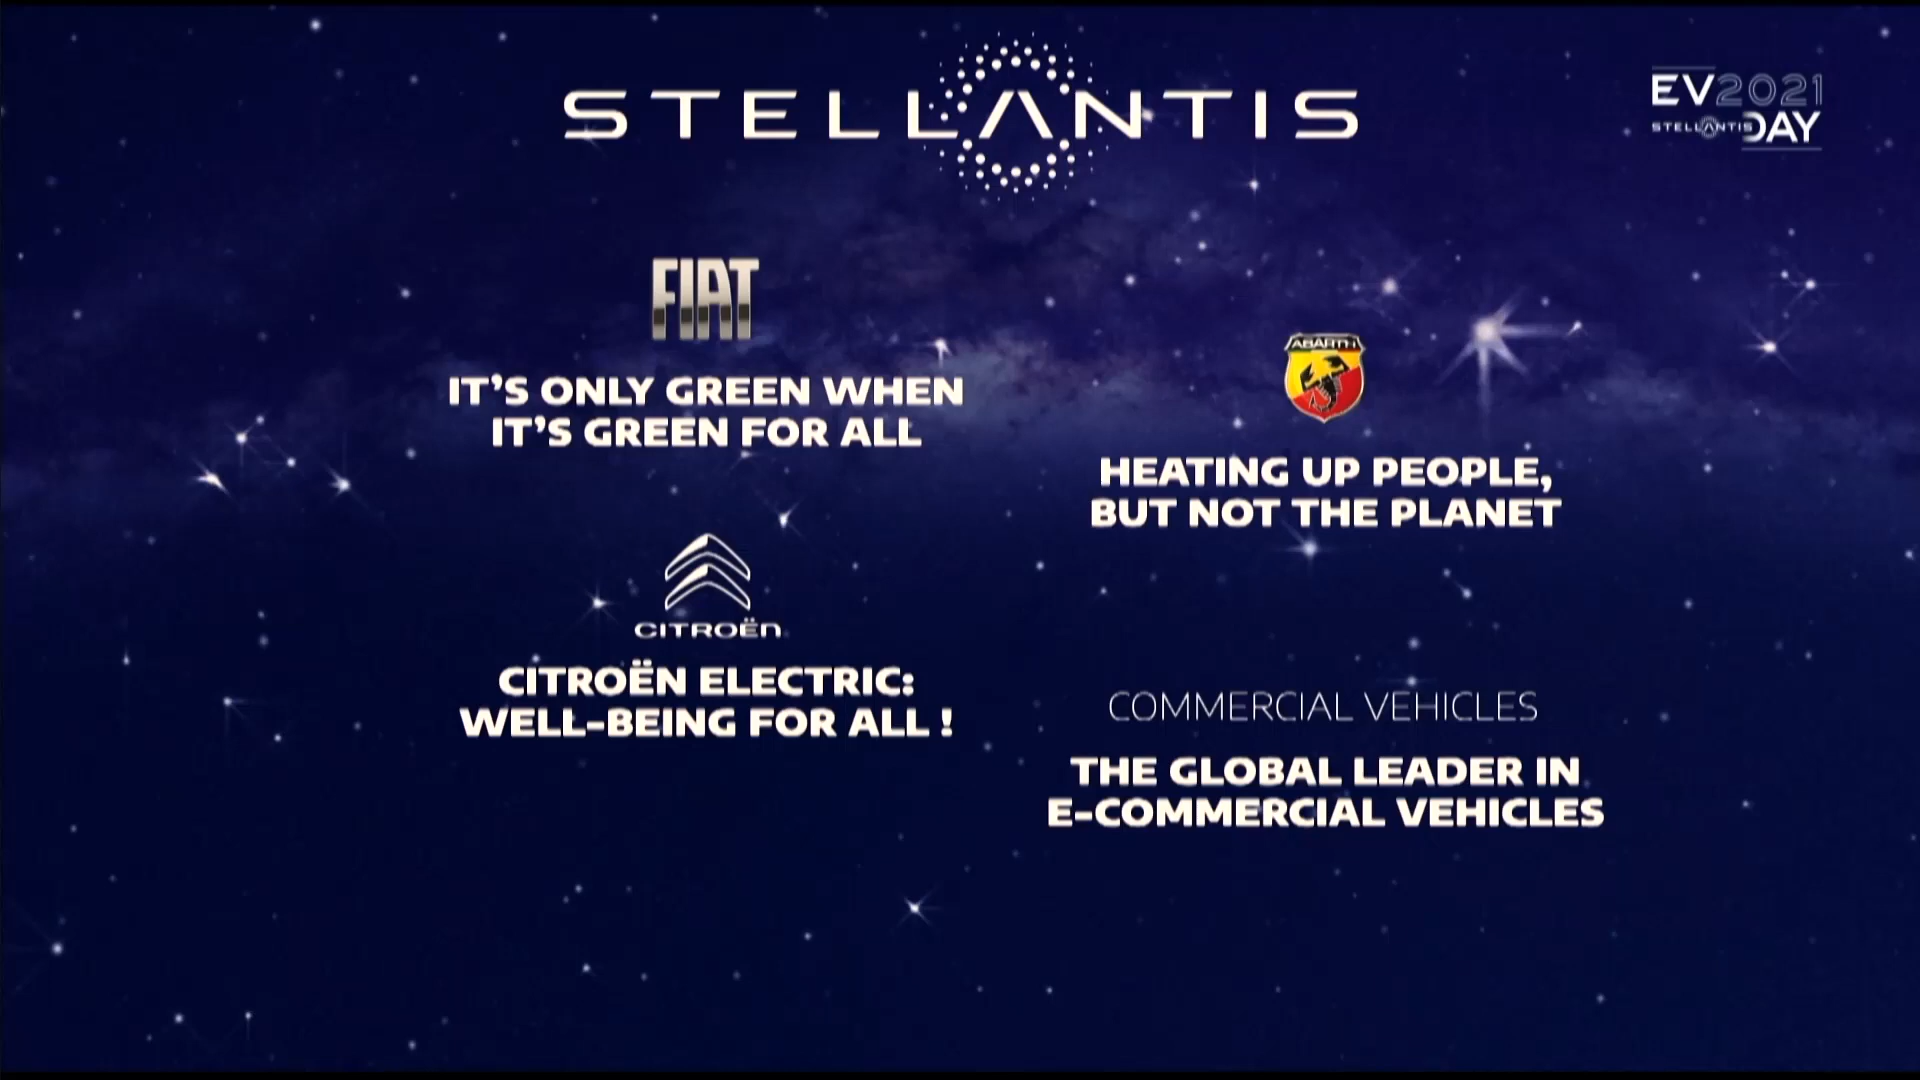 STELLANTIS
EV2021
STELLANTIS DAY
FIAT
IT’S ONLY GREEN WHEN
IT’S GREEN FOR ALL
ABARTH
HEATING UP PEOPLE,
BUT NOT THE PLANET
CITROËN
CITROËN ELECTRIC:
WELL-BEING FOR ALL !
COMMERCIAL VEHICLES
THE GLOBAL LEADER IN
E-COMMERCIAL VEHICLES